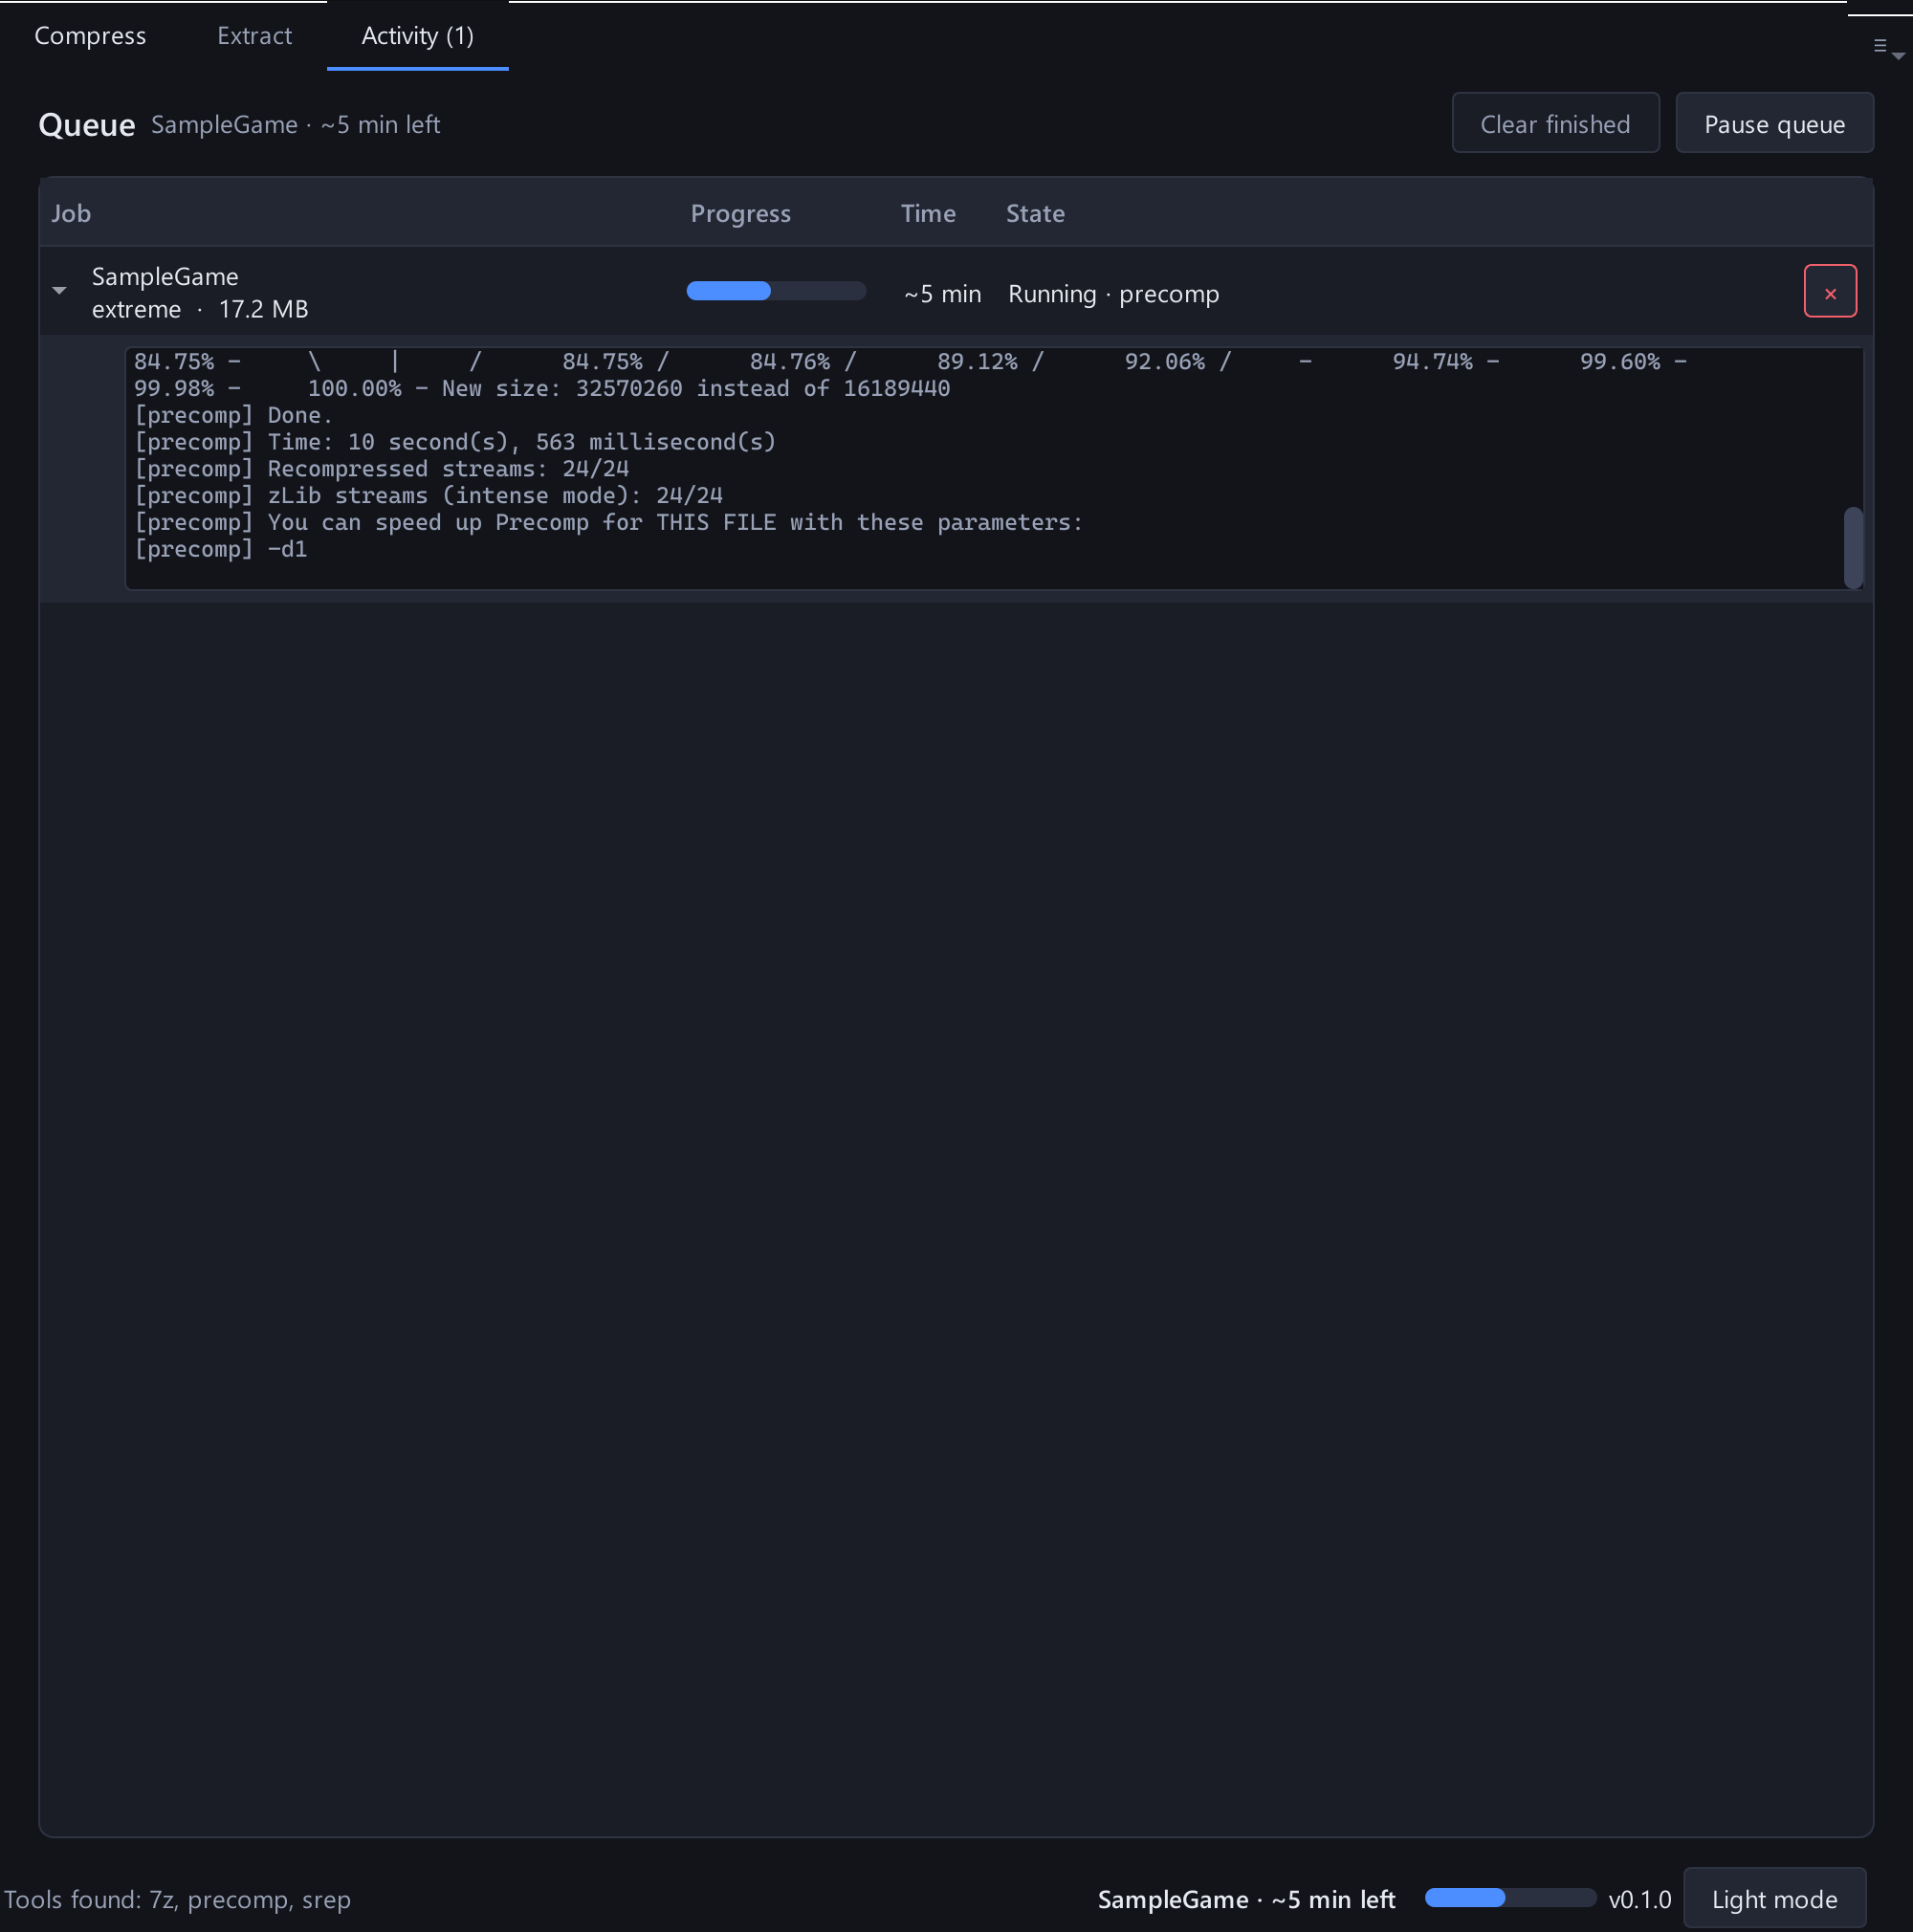 Compress Extract Activity (1)
Queue SampleGame · ~5 min left Clear finished Pause queue
Job Progress Time State
SampleGame
extreme · 17.2 MB
~5 min Running · precomp ×
84.75% - \ | / 84.75% / 84.76% / 89.12% / 92.06% / - 94.74% - 99.60% -
99.98% - 100.00% - New size: 32570260 instead of 16189440
[precomp] Done.
[precomp] Time: 10 second(s), 563 millisecond(s)
[precomp] Recompressed streams: 24/24
[precomp] zLib streams (intense mode): 24/24
[precomp] You can speed up Precomp for THIS FILE with these parameters:
[precomp] -d1
Tools found: 7z, precomp, srep SampleGame · ~5 min left v0.1.0 Light mode